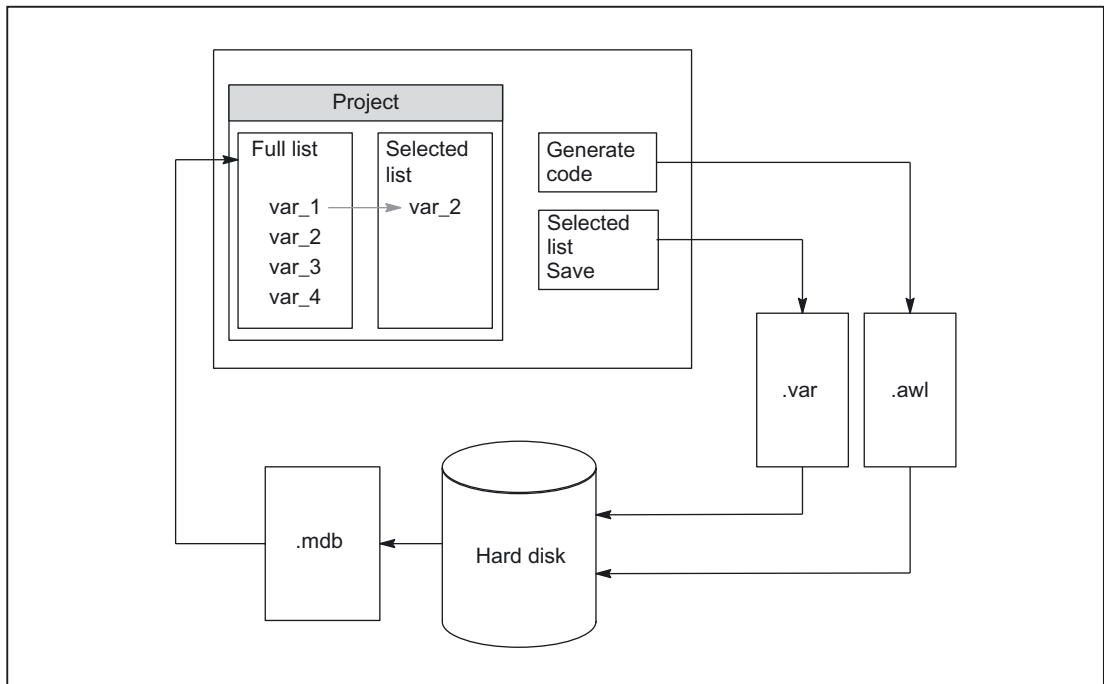 Project
Full list
var_1
var_2
var_3
var_4
Selected
list
var_2
Generate
code
Selected
list
Save
.var
.awl
.mdb
Hard disk